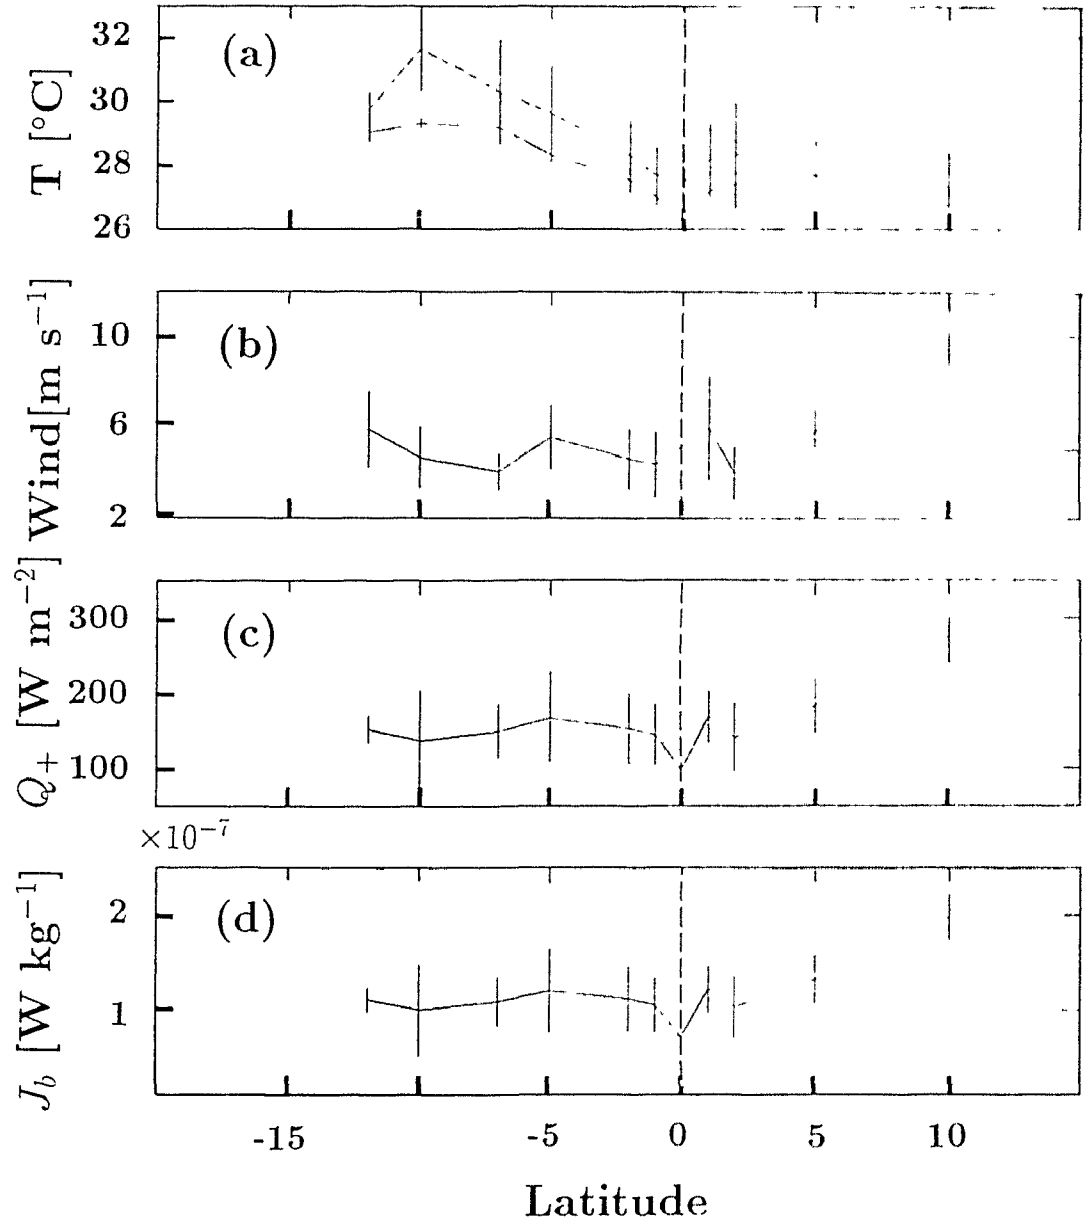 (a)
T [°C]
32
30
28
26
(b)
Wind[m s⁻¹]
10
6
2
(c)
Q₊ [W m⁻²]
300
200
100
×10⁻⁷
(d)
J_b [W kg⁻¹]
2
1
-15 -5 0 5 10
Latitude